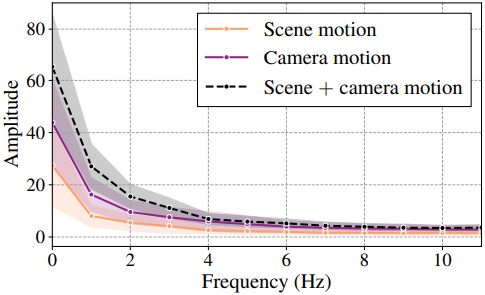 Scene motion
Camera motion
Scene + camera motion
Amplitude
80
60
40
20
0
0 2 4 6 8 10
Frequency (Hz)